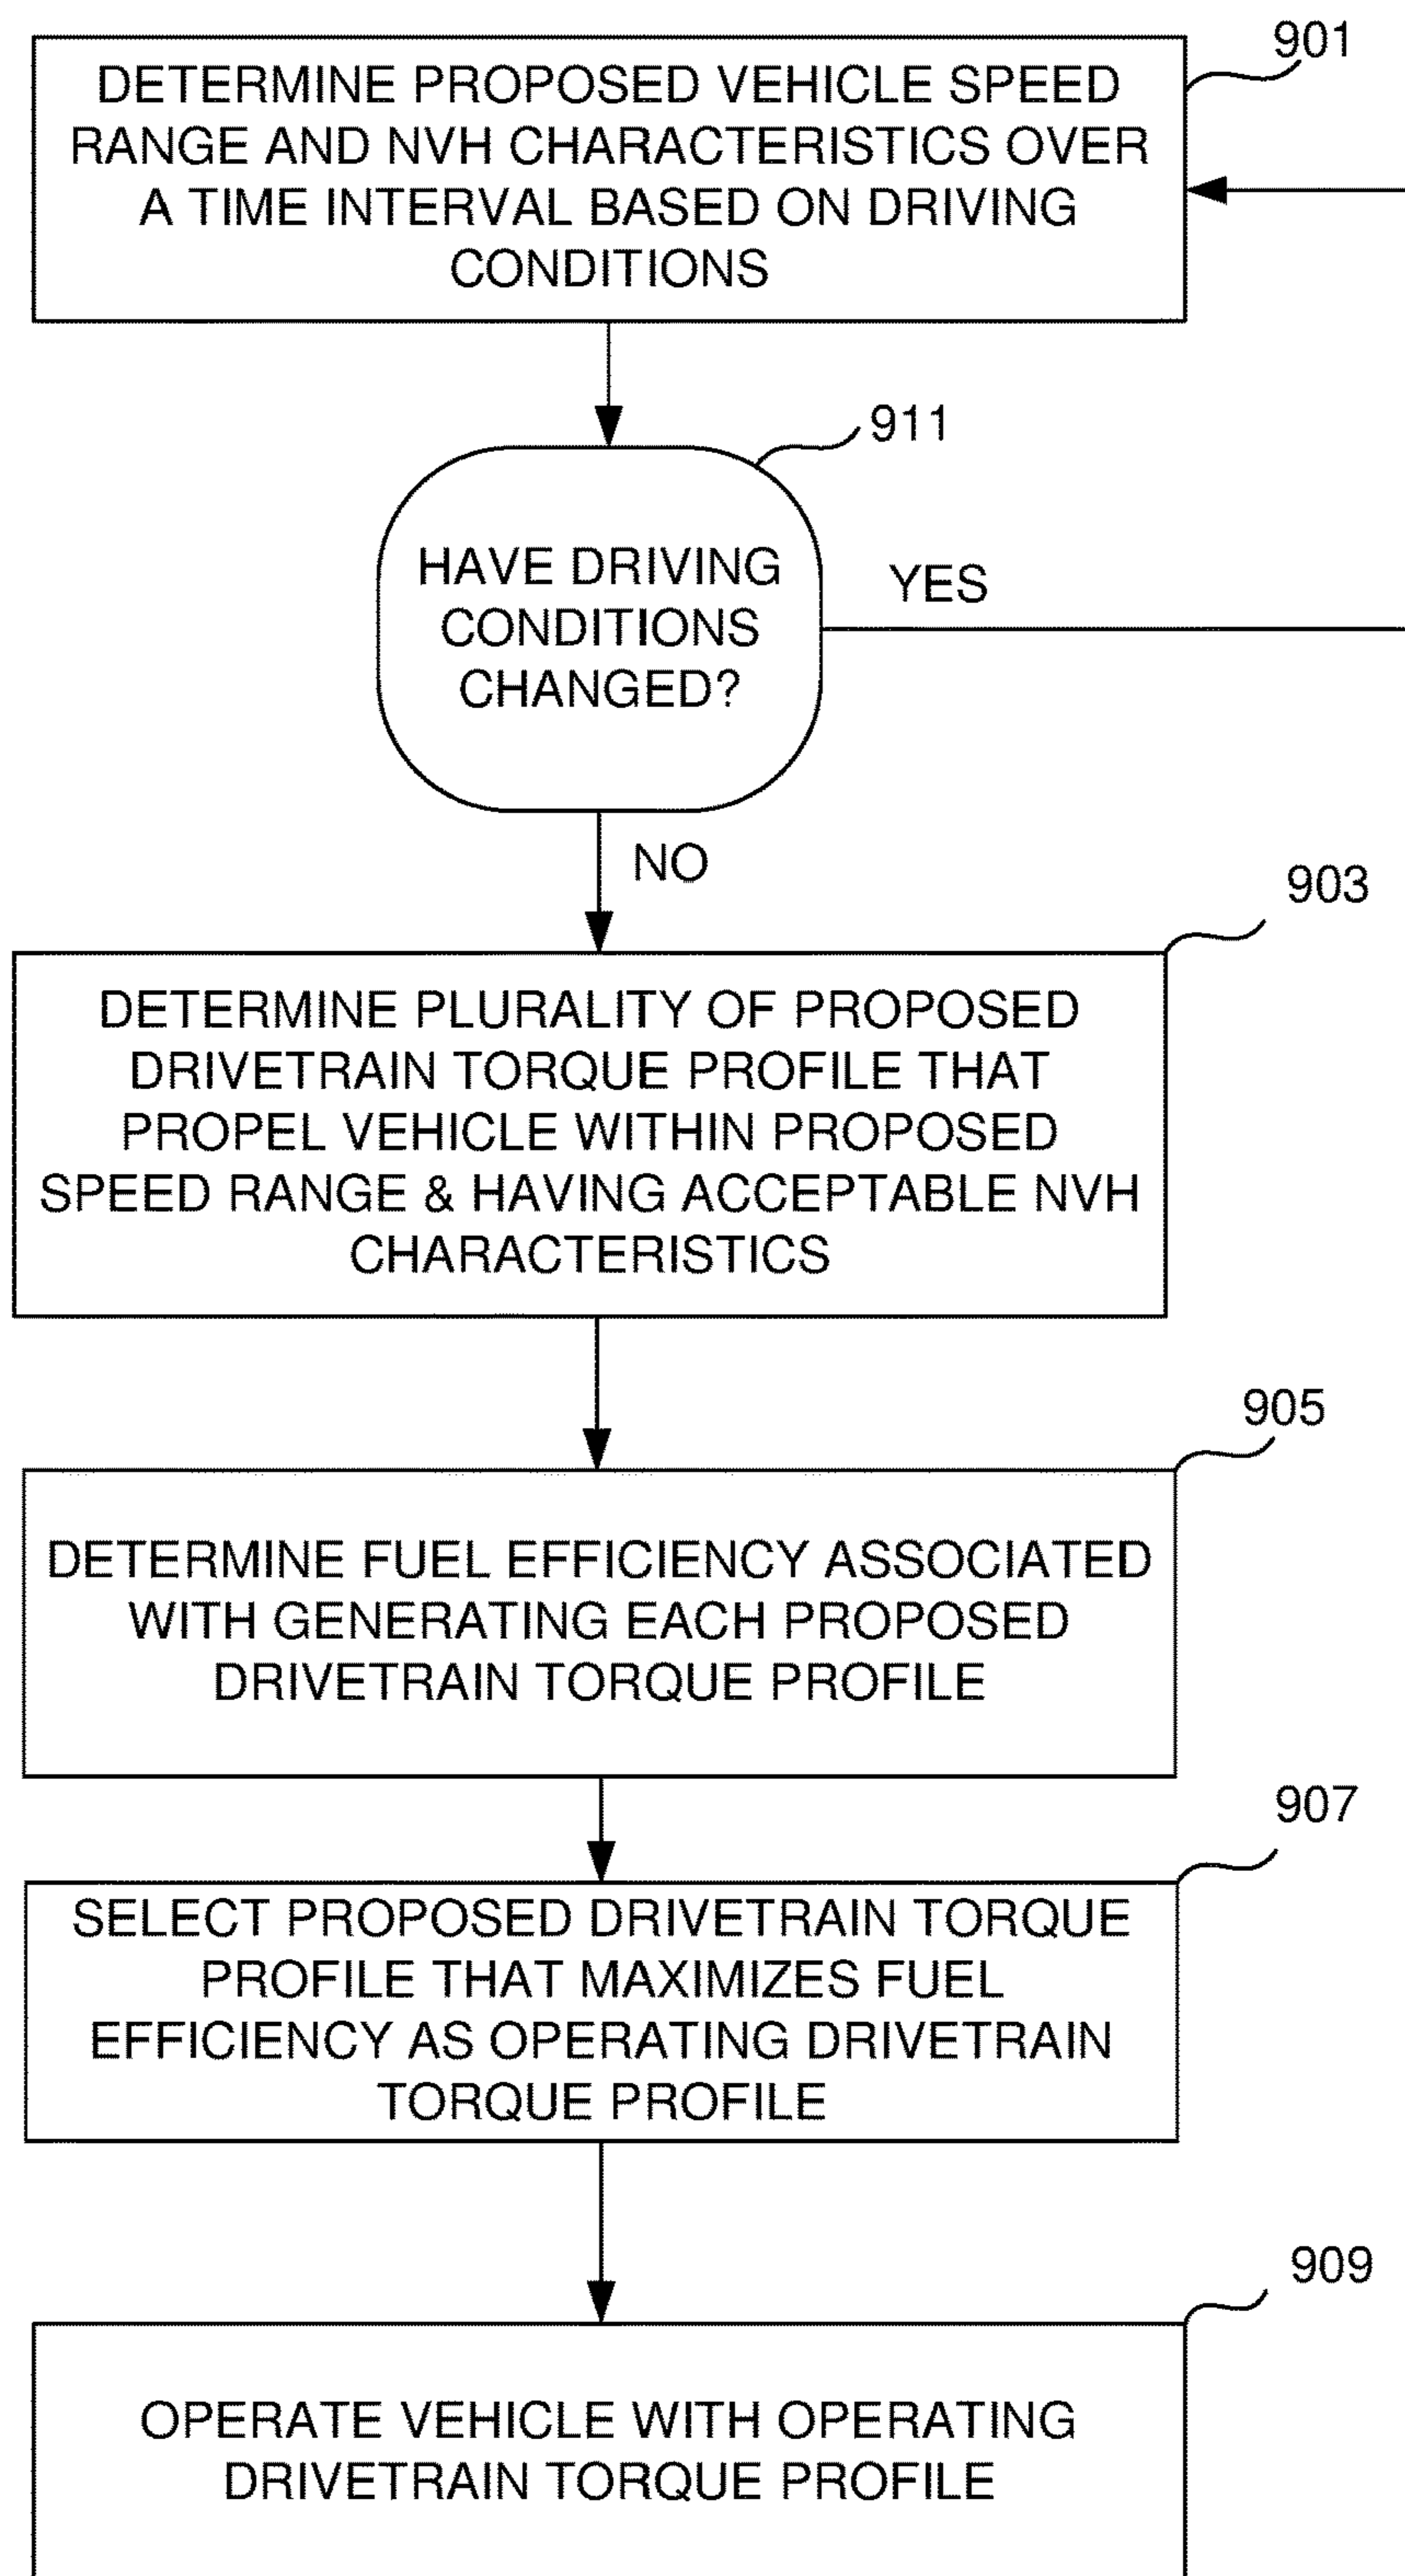 901
DETERMINE PROPOSED VEHICLE SPEED
RANGE AND NVH CHARACTERISTICS OVER
A TIME INTERVAL BASED ON DRIVING
CONDITIONS
911
HAVE DRIVING
CONDITIONS
CHANGED?
YES
NO
903
DETERMINE PLURALITY OF PROPOSED
DRIVETRAIN TORQUE PROFILE THAT
PROPEL VEHICLE WITHIN PROPOSED
SPEED RANGE & HAVING ACCEPTABLE NVH
CHARACTERISTICS
905
DETERMINE FUEL EFFICIENCY ASSOCIATED
WITH GENERATING EACH PROPOSED
DRIVETRAIN TORQUE PROFILE
907
SELECT PROPOSED DRIVETRAIN TORQUE
PROFILE THAT MAXIMIZES FUEL
EFFICIENCY AS OPERATING DRIVETRAIN
TORQUE PROFILE
909
OPERATE VEHICLE WITH OPERATING
DRIVETRAIN TORQUE PROFILE